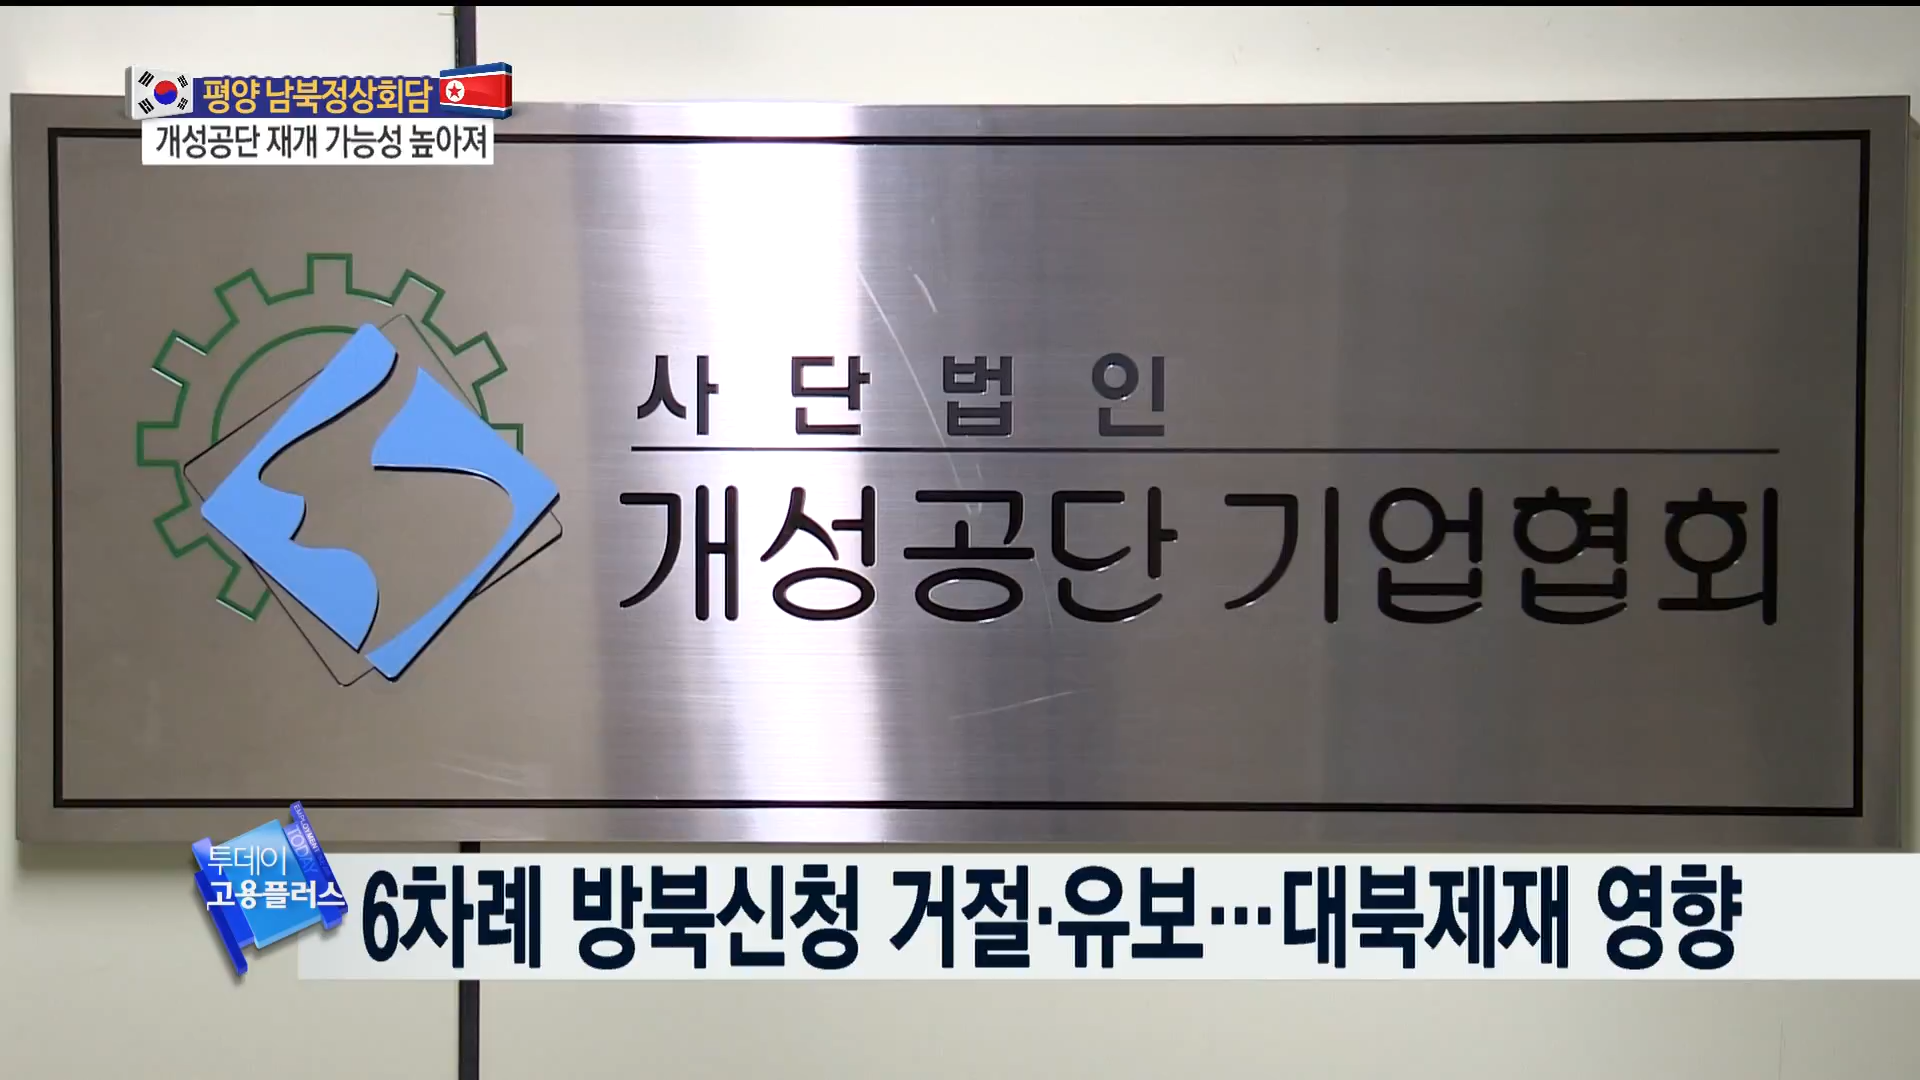 평양 남북정상회담
개성공단 재개 가능성 높아져
사단법인
개성공단 기업협회
EMPLOYMENT
TODAY
투데이
고용플러스
6차례 방북신청 거절·유보…대북제재 영향